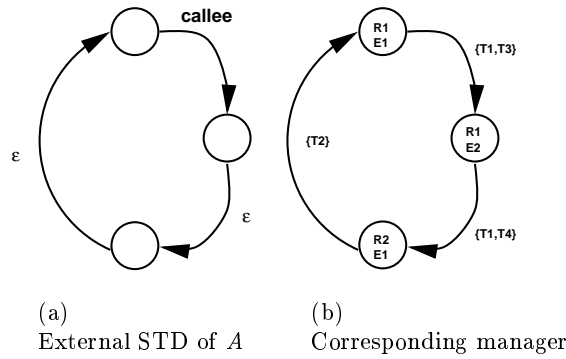 callee
ε
ε
R1
E1
{T1,T3}
R1
E2
{T2}
{T1,T4}
R2
E1
(a)
External STD of A
(b)
Corresponding manager